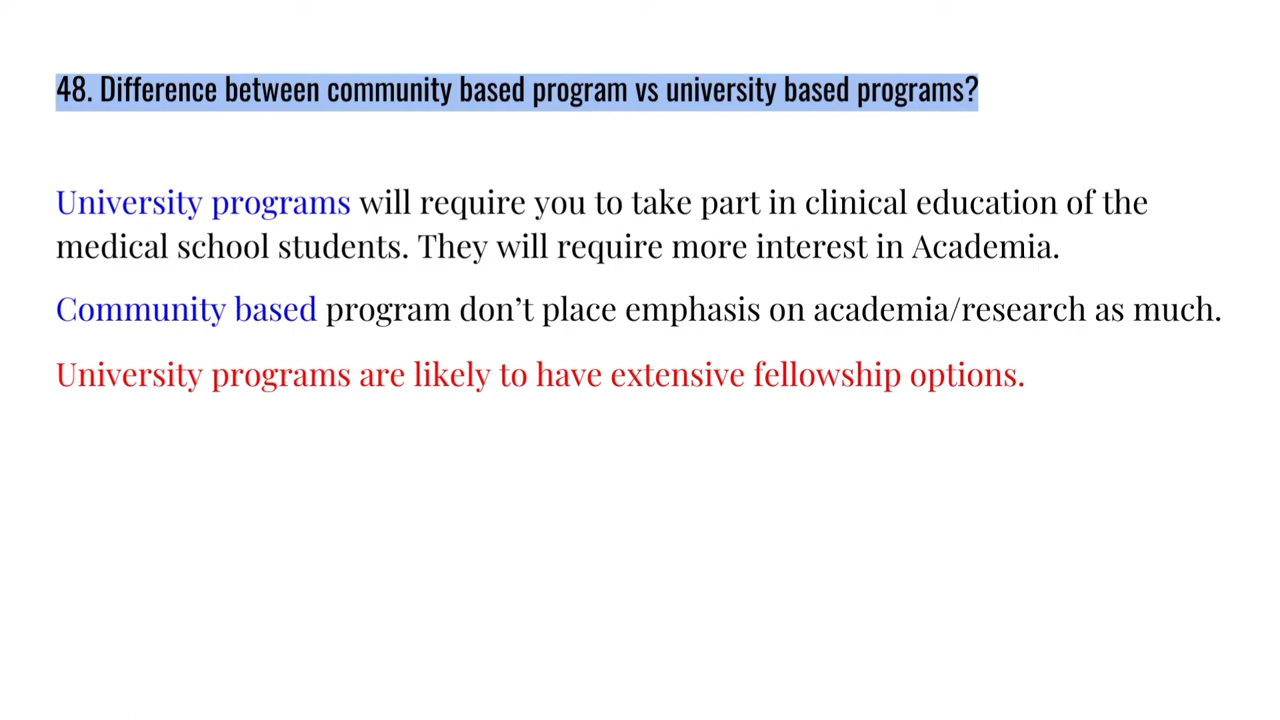 48. Difference between community based program vs university based programs?
University programs will require you to take part in clinical education of the
medical school students. They will require more interest in Academia.
Community based program don’t place emphasis on academia/research as much.
University programs are likely to have extensive fellowship options.